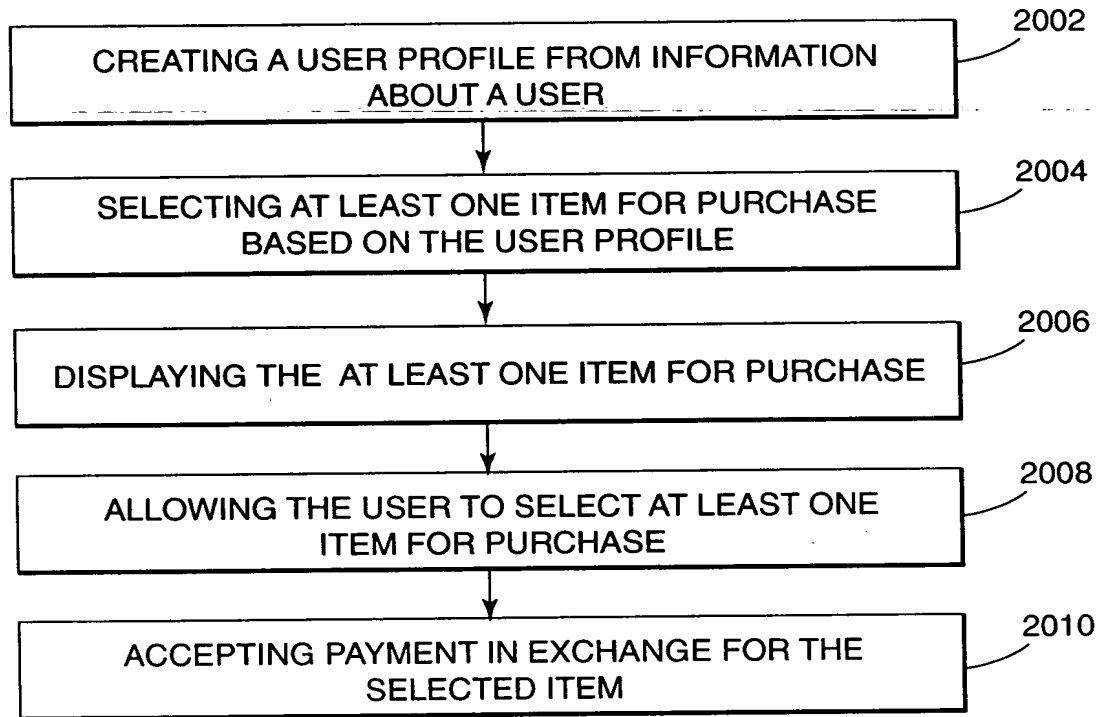 2002
CREATING A USER PROFILE FROM INFORMATION
ABOUT A USER
2004
SELECTING AT LEAST ONE ITEM FOR PURCHASE
BASED ON THE USER PROFILE
2006
DISPLAYING THE AT LEAST ONE ITEM FOR PURCHASE
2008
ALLOWING THE USER TO SELECT AT LEAST ONE
ITEM FOR PURCHASE
2010
ACCEPTING PAYMENT IN EXCHANGE FOR THE
SELECTED ITEM